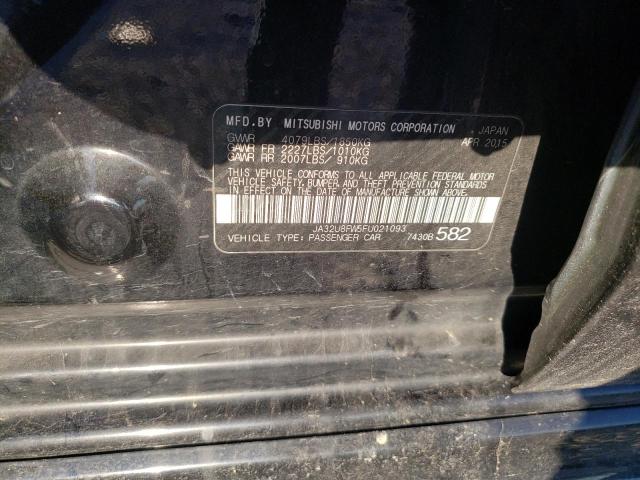 MFD.BY MITSUBISHI MOTORS CORPORATION JAPAN
GVWR 4079LBS/1850KG APR 2015
GAWR FR 2227LBS/1010KG
GAWR RR 2007LBS/ 910KG
THIS VEHICLE CONFORMS TO ALL APPLICABLE FEDERAL MOTOR
VEHICLE SAFETY, BUMPER AND THEFT PREVENTION STANDARDS
IN EFFECT ON THE DATE OF MANUFACTURE SHOWN ABOVE.
JA32U8FW5FU021093
VEHICLE TYPE: PASSENGER CAR 7430B 582